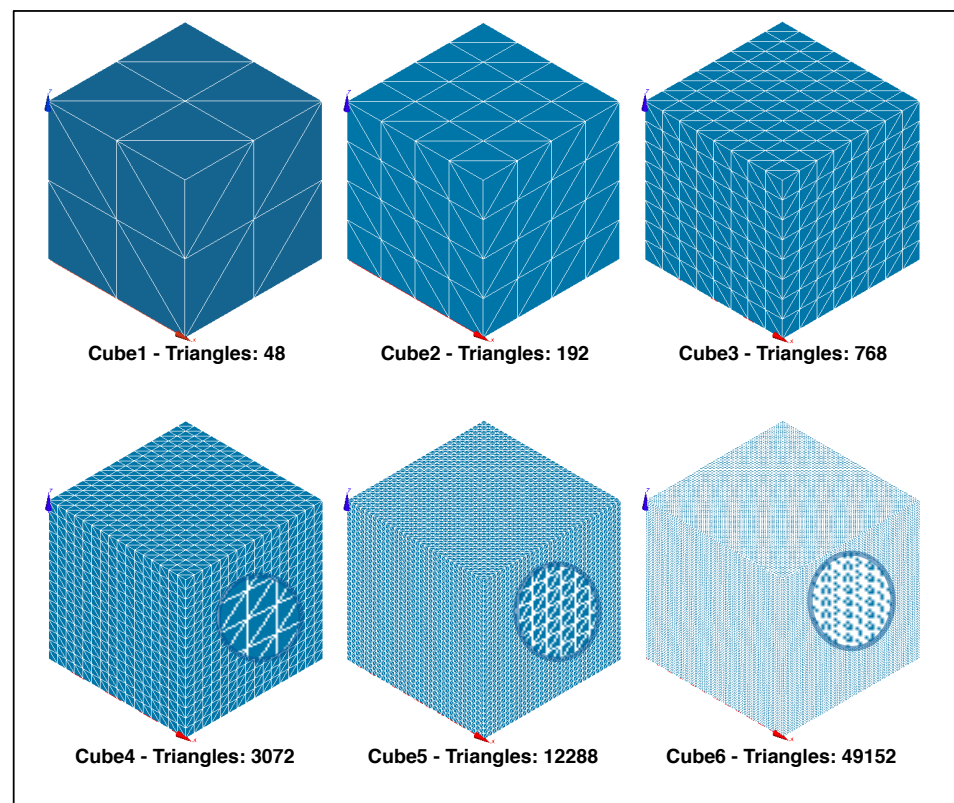 Cube1 - Triangles: 48
Cube2 - Triangles: 192
Cube3 - Triangles: 768
Cube4 - Triangles: 3072
Cube5 - Triangles: 12288
Cube6 - Triangles: 49152